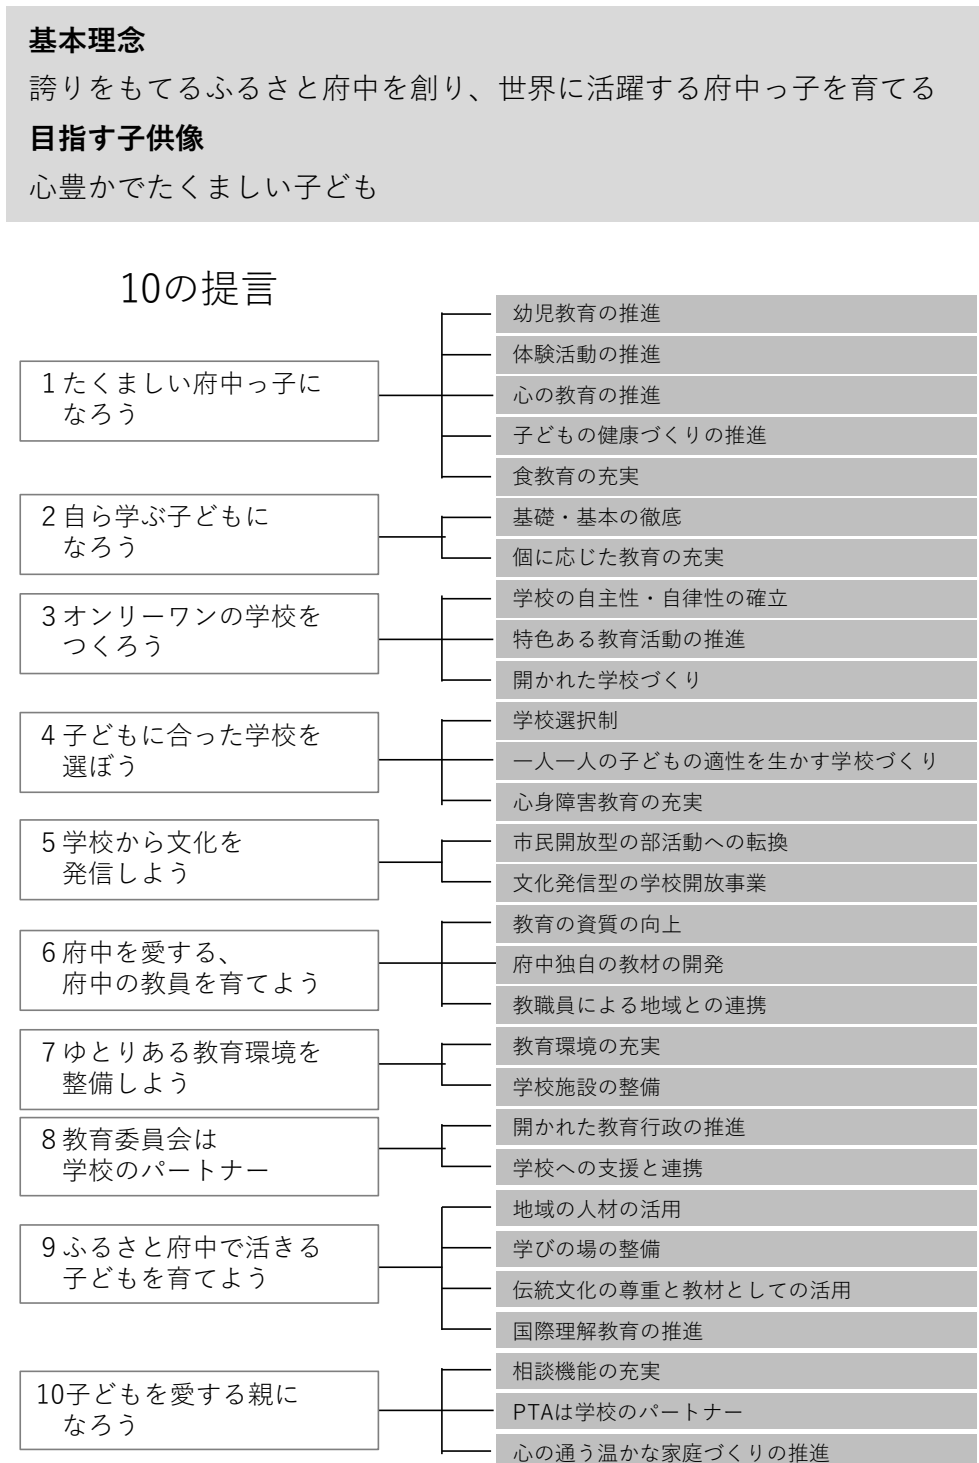 基本理念
誇りをもてるふるさと府中を創り、世界に活躍する府中っ子を育てる
目指す子供像
心豊かでたくましい子ども
10の提言
1たくましい府中っ子に
なろう
幼児教育の推進
体験活動の推進
心の教育の推進
子どもの健康づくりの推進
食教育の充実
2自ら学ぶ子どもに
なろう
基礎・基本の徹底
個に応じた教育の充実
3オンリーワンの学校を
つくろう
学校の自主性・自律性の確立
特色ある教育活動の推進
開かれた学校づくり
4子どもに合った学校を
選ぼう
学校選択制
一人一人の子どもの適性を生かす学校づくり
心身障害教育の充実
5学校から文化を
発信しよう
市民開放型の部活動への転換
文化発信型の学校開放事業
6府中を愛する、
府中の教員を育てよう
教育の資質の向上
府中独自の教材の開発
教職員による地域との連携
7ゆとりある教育環境を
整備しよう
教育環境の充実
学校施設の整備
8教育委員会は
学校のパートナー
開かれた教育行政の推進
学校への支援と連携
9ふるさと府中で活きる
子どもを育てよう
地域の人材の活用
学びの場の整備
伝統文化の尊重と教材としての活用
国際理解教育の推進
10子どもを愛する親に
なろう
相談機能の充実
PTAは学校のパートナー
心の通う温かな家庭づくりの推進